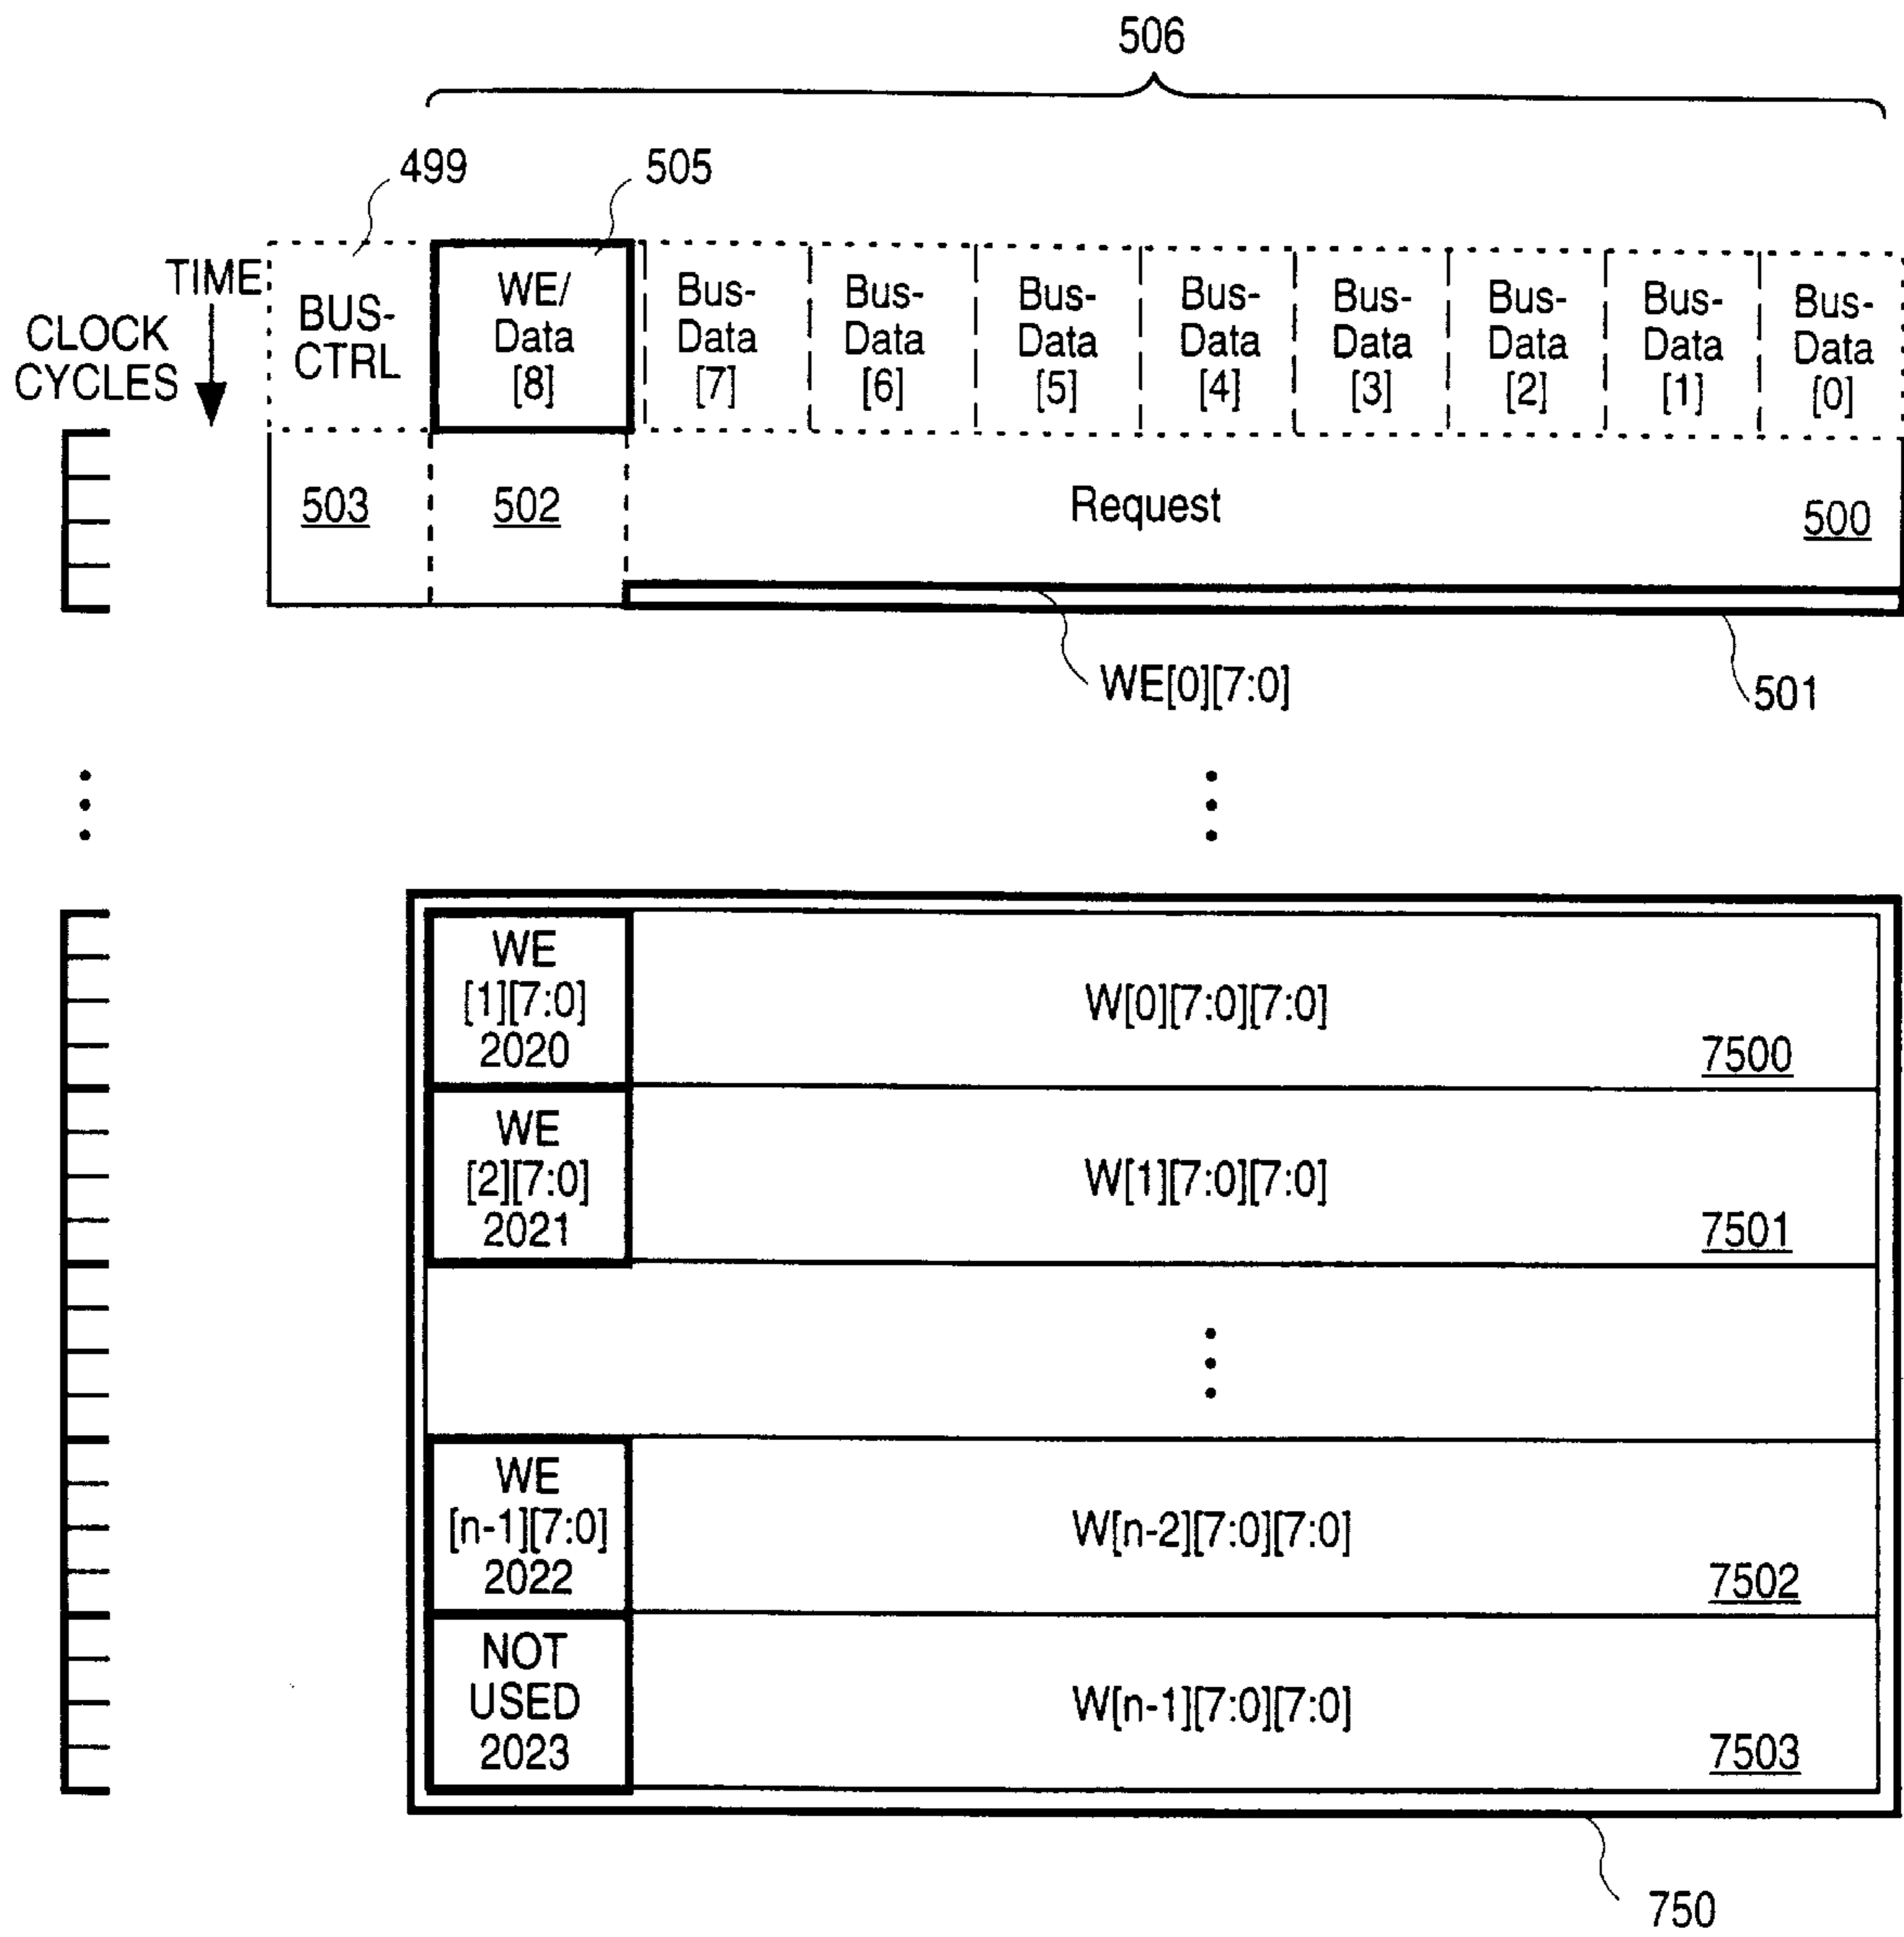 506
499
505
TIME
CLOCK
CYCLES
BUS-
CTRL
WE/
Data
[8]
Bus-
Data
[7]
Bus-
Data
[6]
Bus-
Data
[5]
Bus-
Data
[4]
Bus-
Data
[3]
Bus-
Data
[2]
Bus-
Data
[1]
Bus-
Data
[0]
503
502
Request
500
WE[0][7:0]
501
WE
[1][7:0]
2020
W[0][7:0][7:0]
7500
WE
[2][7:0]
2021
W[1][7:0][7:0]
7501
WE
[n-1][7:0]
2022
W[n-2][7:0][7:0]
7502
NOT
USED
2023
W[n-1][7:0][7:0]
7503
750